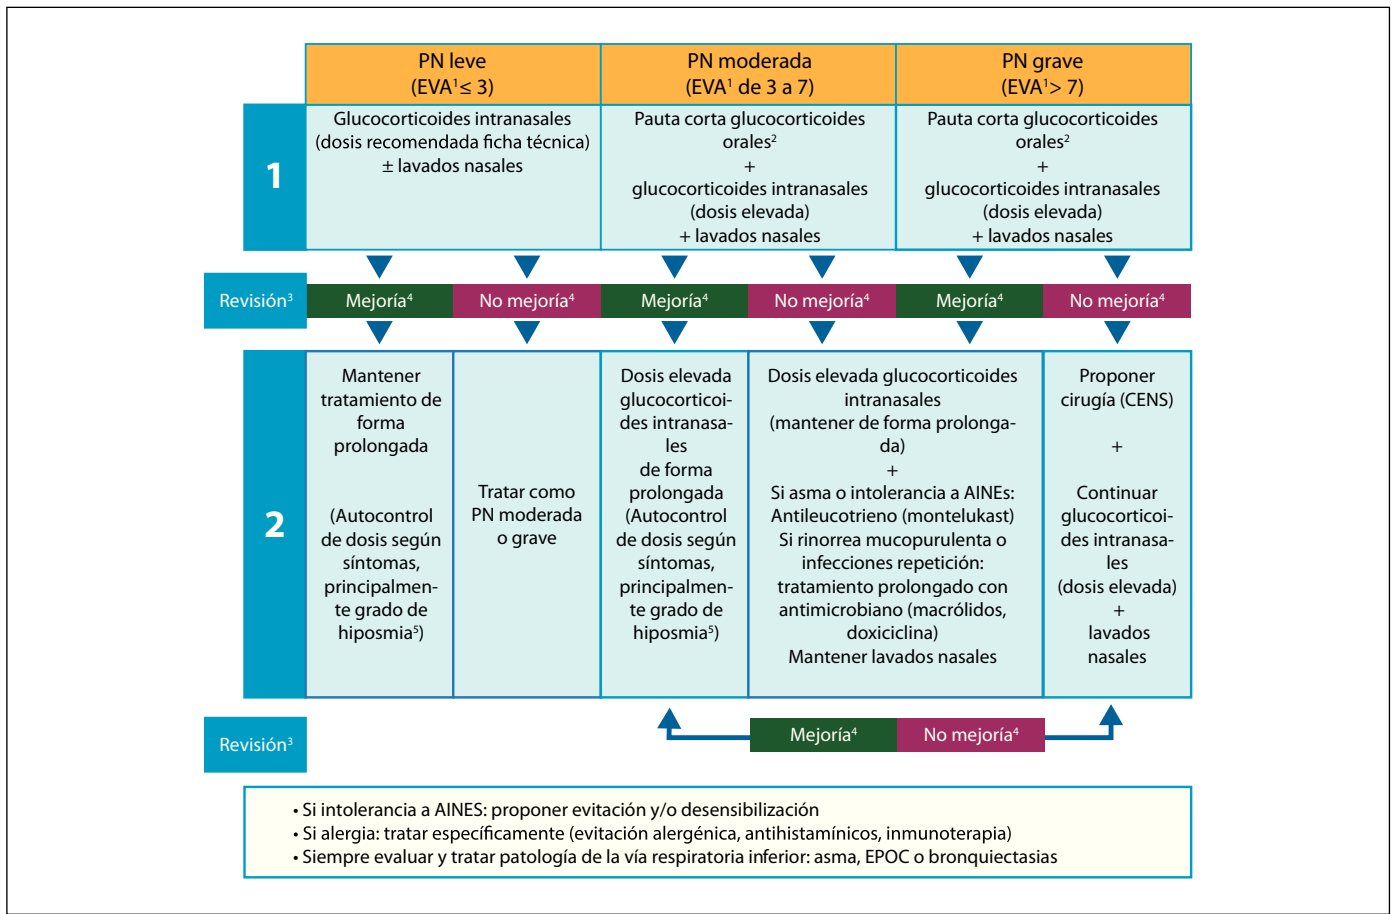 PN leve
(EVA¹≤ 3)
PN moderada
(EVA¹ de 3 a 7)
PN grave
(EVA¹> 7)
1
Glucocorticoides intranasales
(dosis recomendada ficha técnica)
± lavados nasales
Pauta corta glucocorticoides
orales²
+
glucocorticoides intranasales
(dosis elevada)
+ lavados nasales
Pauta corta glucocorticoides
orales²
+
glucocorticoides intranasales
(dosis elevada)
+ lavados nasales
Revisión³
Mejoría⁴
No mejoría⁴
Mejoría⁴
No mejoría⁴
Mejoría⁴
No mejoría⁴
2
Mantener
tratamiento de
forma
prolongada
(Autocontrol
de dosis según
síntomas,
principalmen-
te grado de
hiposmia⁵)
Tratar como
PN moderada
o grave
Dosis elevada
glucocorticoi-
des intranasa-
les
de forma
prolongada
(Autocontrol
de dosis según
síntomas,
principalmen-
te grado de
hiposmia⁵)
Dosis elevada glucocorticoides
intranasales
(mantener de forma prolonga-
da)
+
Si asma o intolerancia a AINEs:
Antileucotrieno (montelukast)
Si rinorrea mucopurulenta o
infecciones repetición:
tratamiento prolongado con
antimicrobiano (macrólidos,
doxiciclina)
Mantener lavados nasales
Proponer
cirugía (CENS)
+
Continuar
glucocorticoi-
des intranasa-
les
(dosis elevada)
+
lavados
nasales
Revisión³
Mejoría⁴
No mejoría⁴
• Si intolerancia a AINES: proponer evitación y/o desensibilización
• Si alergia: tratar específicamente (evitación alergénica, antihistamínicos, inmunoterapia)
• Siempre evaluar y tratar patología de la vía respiratoria inferior: asma, EPOC o bronquiectasias